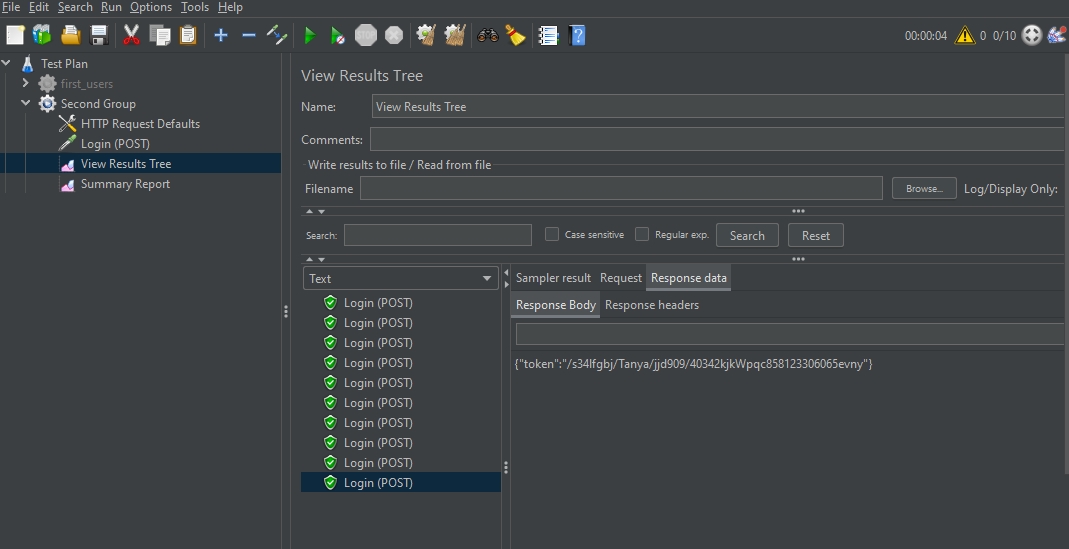 File Edit Search Run Options Tools Help
00:00:04 0 0/10
Test Plan
first_users
Second Group
HTTP Request Defaults
Login (POST)
View Results Tree
Summary Report
View Results Tree
Name: View Results Tree
Comments:
Write results to file / Read from file
Filename Browse... Log/Display Only:
Search: Case sensitive Regular exp. Search Reset
Text
Sampler result Request Response data
Response Body Response headers
Login (POST)
Login (POST)
Login (POST)
Login (POST)
Login (POST)
Login (POST)
Login (POST)
Login (POST)
Login (POST)
Login (POST)
{"token":"/s34lfgbj/Tanya/jjd909/40342kjkWpqc858123306065evny"}